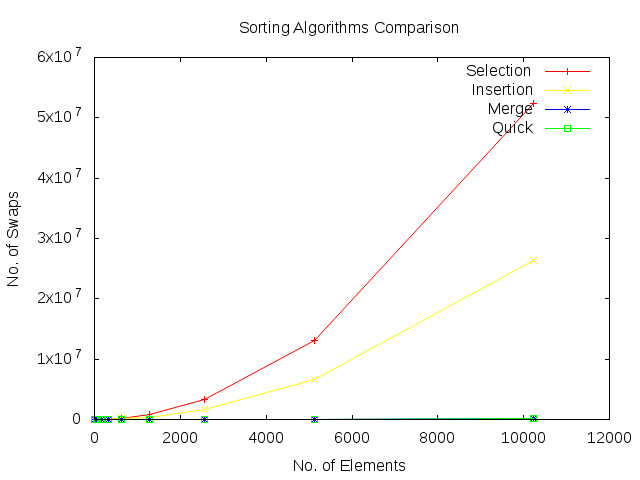 Sorting Algorithms Comparison
6x10^7
5x10^7
4x10^7
3x10^7
2x10^7
1x10^7
0
No. of Swaps
Selection
Insertion
Merge
Quick
0 2000 4000 6000 8000 10000 12000
No. of Elements